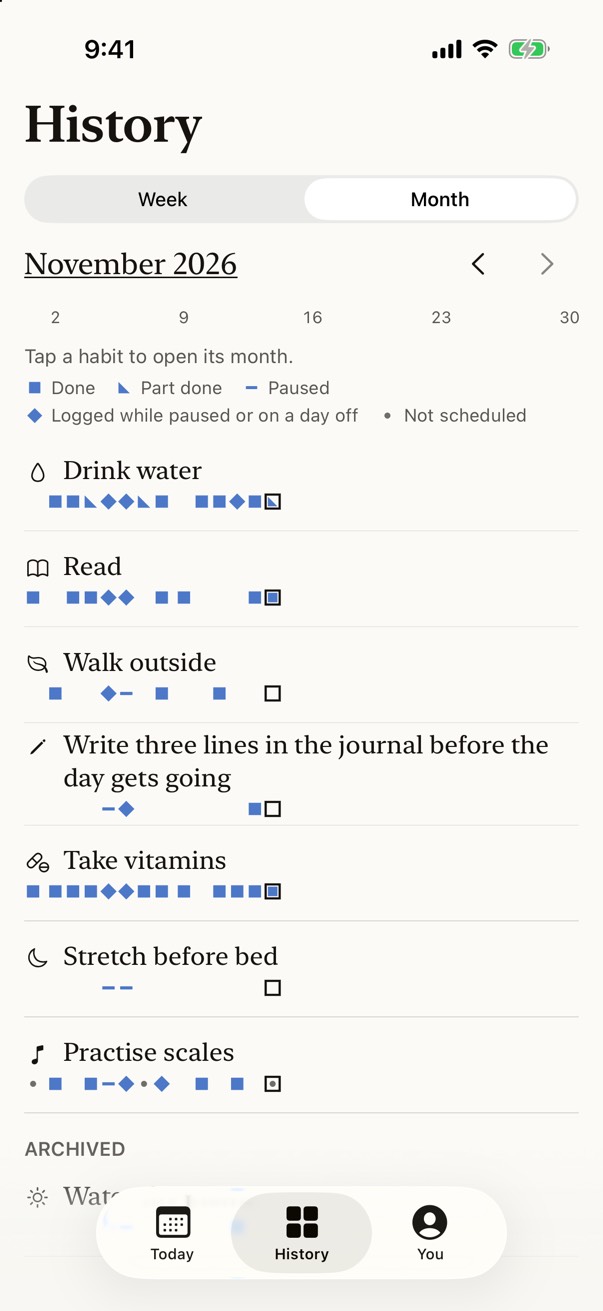 9:41
History
Week Month
November 2026
2 9 16 23 30
Tap a habit to open its month.
Done Part done Paused
Logged while paused or on a day off Not scheduled
Drink water
Read
Walk outside
Write three lines in the journal before the
day gets going
Take vitamins
Stretch before bed
Practise scales
ARCHIVED
Today History You